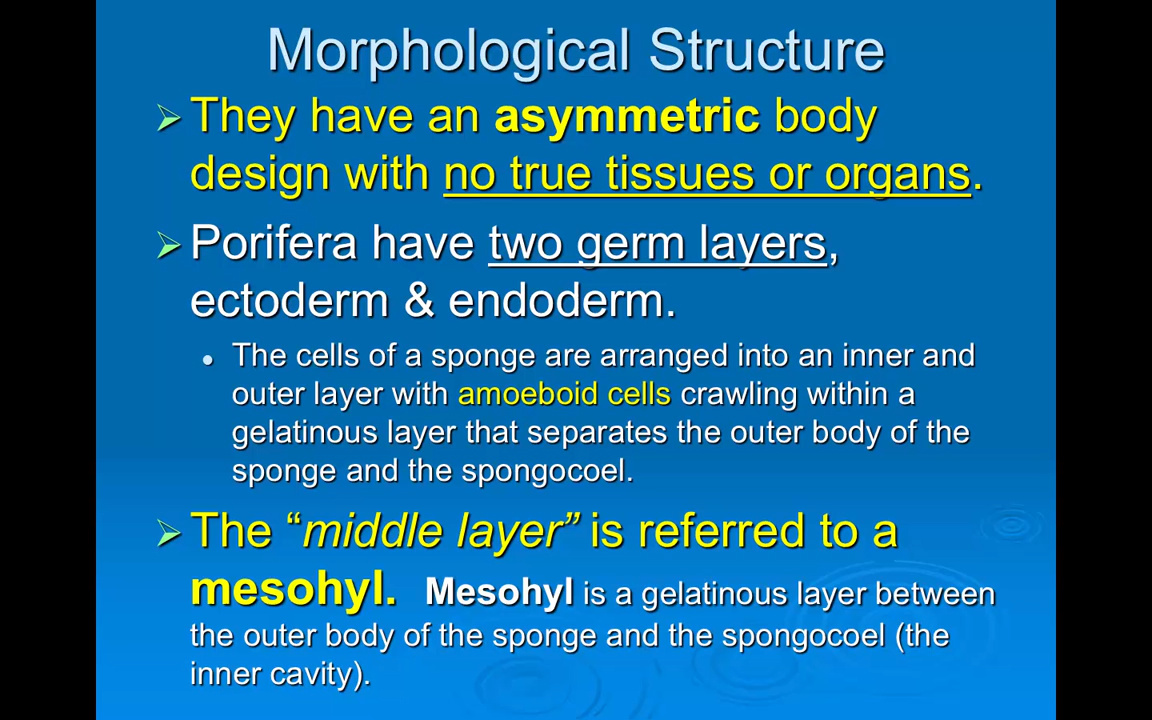 Morphological Structure
They have an asymmetric body
design with no true tissues or organs.
Porifera have two germ layers,
ectoderm & endoderm.
The cells of a sponge are arranged into an inner and
outer layer with amoeboid cells crawling within a
gelatinous layer that separates the outer body of the
sponge and the spongocoel.
The “middle layer” is referred to a
mesohyl. Mesohyl is a gelatinous layer between
the outer body of the sponge and the spongocoel (the
inner cavity).